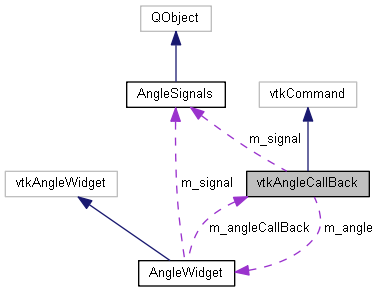 QObject
AngleSignals
vtkCommand
m_signal
vtkAngleWidget
m_signal
vtkAngleCallBack
m_angleCallBack
m_angle
AngleWidget